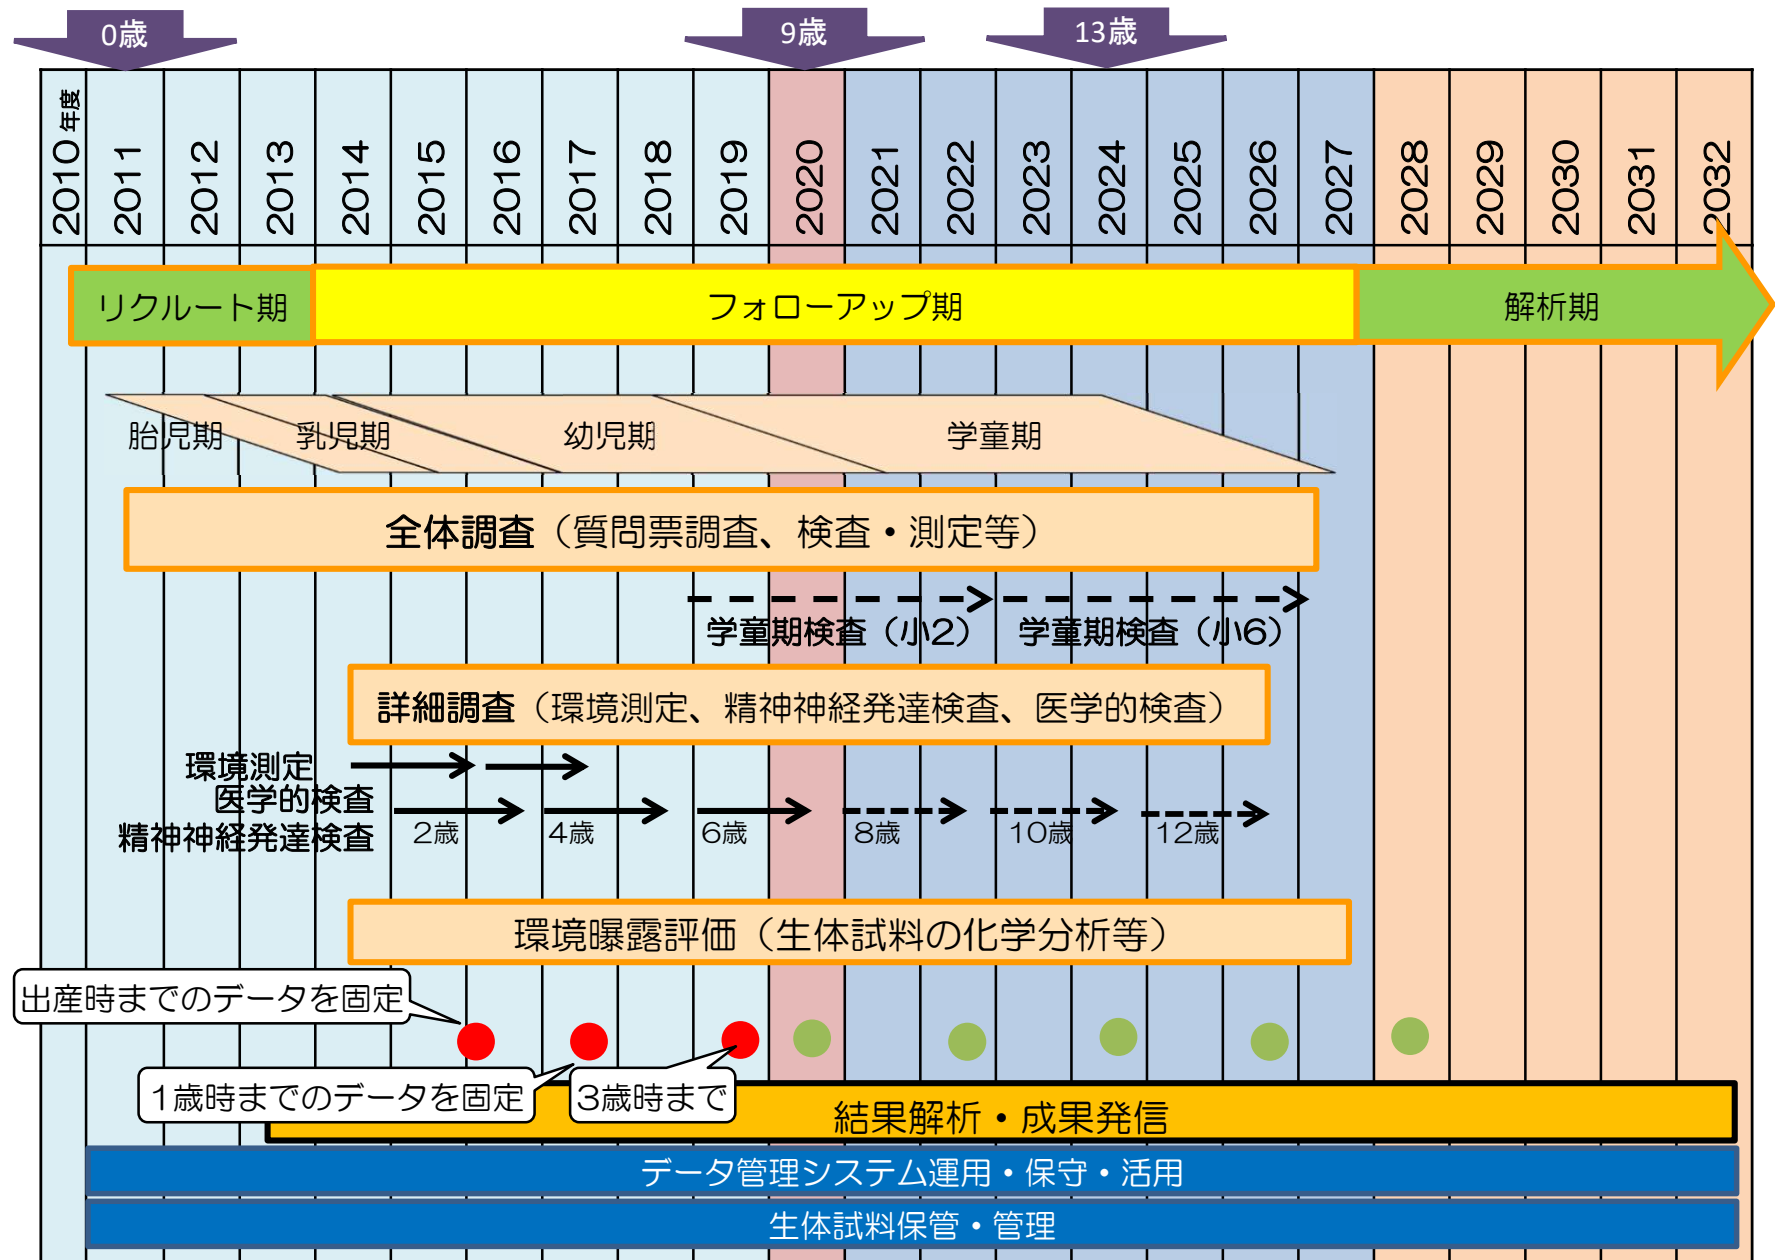 0歳
9歳
13歳
2010年度
2011
2012
2013
2014
2015
2016
2017
2018
2019
2020
2021
2022
2023
2024
2025
2026
2027
2028
2029
2030
2031
2032
リクルート期
フォローアップ期
解析期
胎児期
乳児期
幼児期
学童期
全体調査（質問票調査、検査・測定等）
学童期検査（小2）
学童期検査（小6）
詳細調査（環境測定、精神神経発達検査、医学的検査）
環境測定
医学的検査
精神神経発達検査
2歳
4歳
6歳
8歳
10歳
12歳
環境曝露評価（生体試料の化学分析等）
出産時までのデータを固定
1歳時までのデータを固定
3歳時まで
結果解析・成果発信
データ管理システム運用・保守・活用
生体試料保管・管理